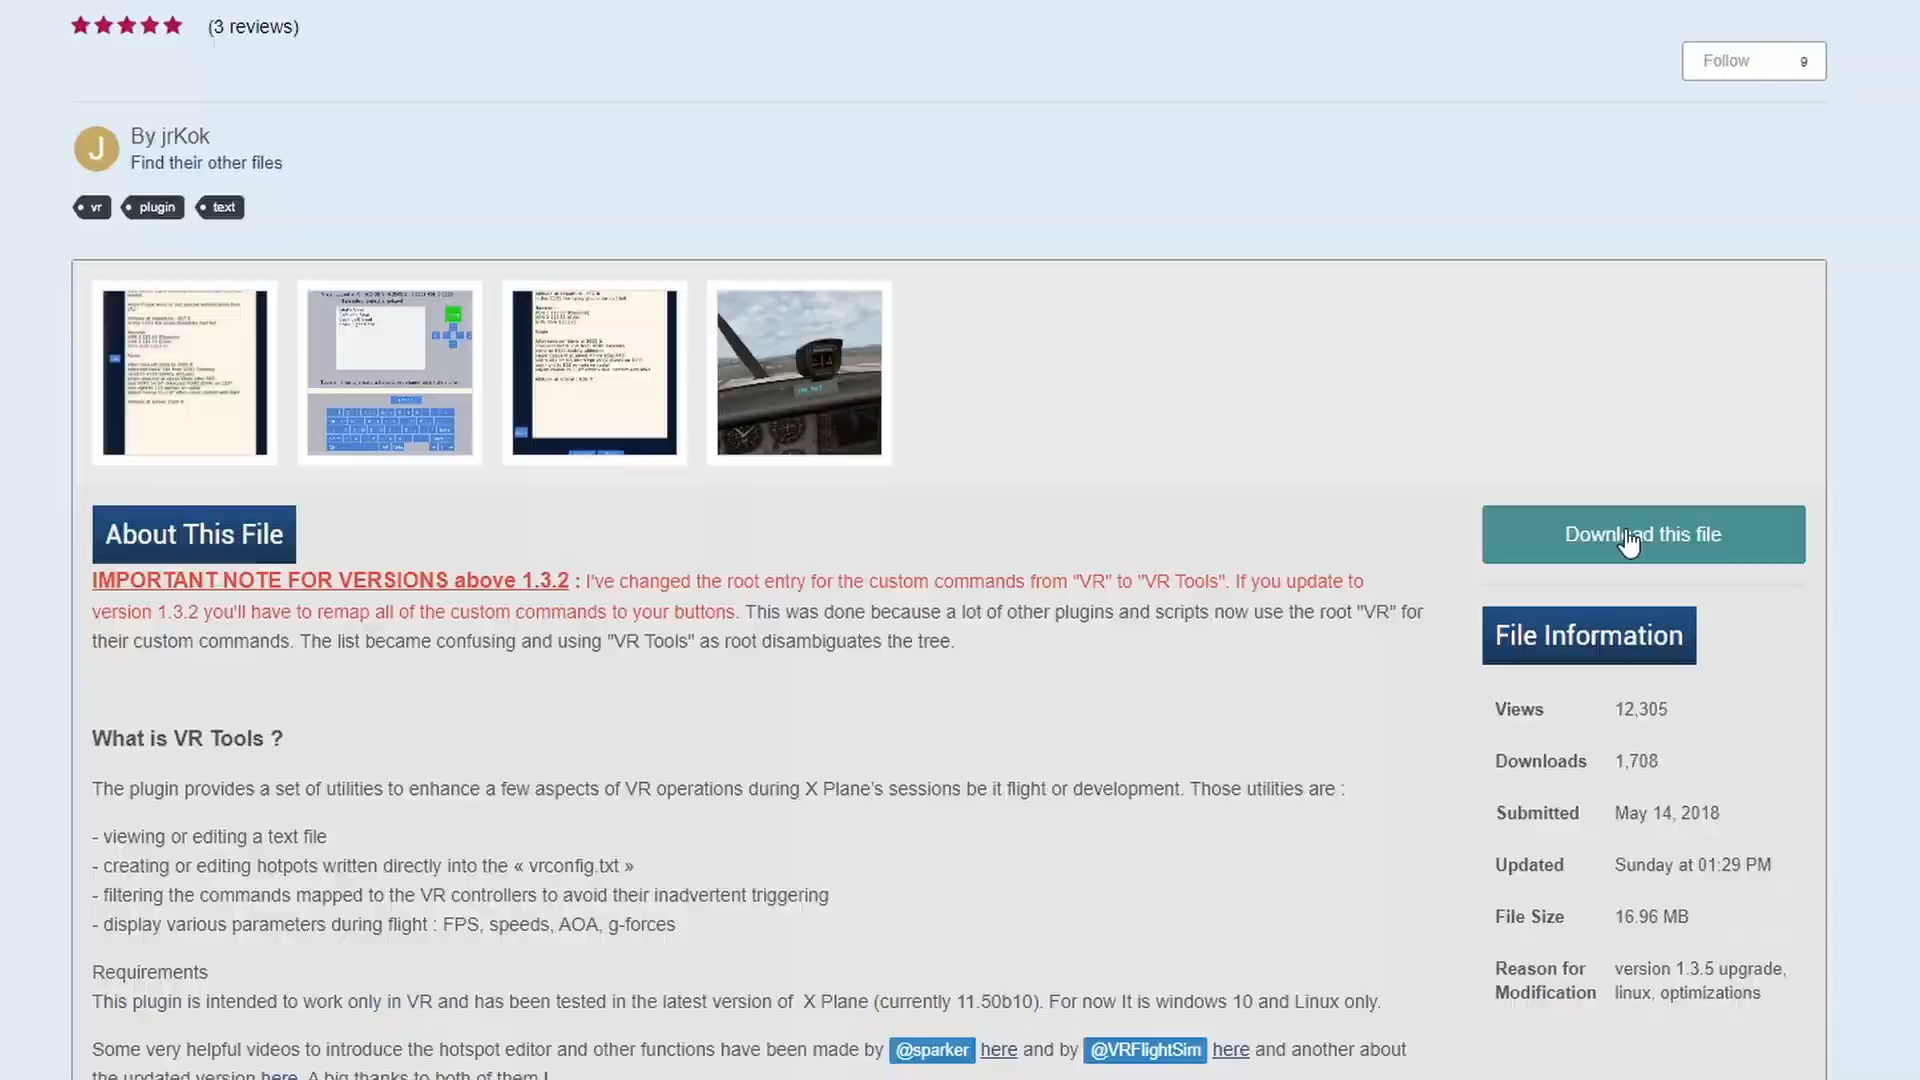 (3 reviews)
Follow 9
J
By jrKok
Find their other files
vr plugin text
About This File
Download this file
IMPORTANT NOTE FOR VERSIONS above 1.3.2 : I've changed the root entry for the custom commands from "VR" to "VR Tools". If you update to
version 1.3.2 you'll have to remap all of the custom commands to your buttons. This was done because a lot of other plugins and scripts now use the root "VR" for
their custom commands. The list became confusing and using "VR Tools" as root disambiguates the tree.
File Information
Views 12,305
Downloads 1,708
Submitted May 14, 2018
Updated Sunday at 01:29 PM
File Size 16.96 MB
Reason for Modification version 1.3.5 upgrade,
linux, optimizations
What is VR Tools ?
The plugin provides a set of utilities to enhance a few aspects of VR operations during X Plane's sessions be it flight or development. Those utilities are :
- viewing or editing a text file
- creating or editing hotpots written directly into the « vrconfig.txt »
- filtering the commands mapped to the VR controllers to avoid their inadvertent triggering
- display various parameters during flight : FPS, speeds, AOA, g-forces
Requirements
This plugin is intended to work only in VR and has been tested in the latest version of X Plane (currently 11.50b10). For now It is windows 10 and Linux only.
Some very helpful videos to introduce the hotspot editor and other functions have been made by @sparker here and by @VRFlightSim here and another about
the updated version here. A big thanks to both of them !